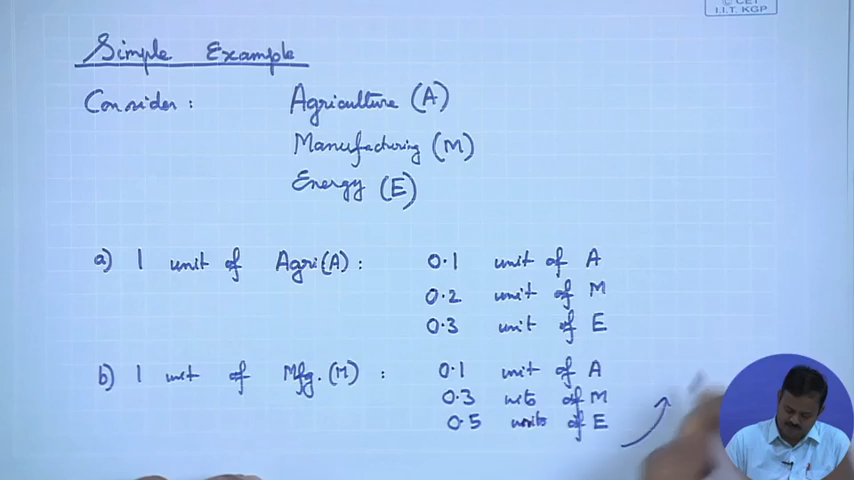 © CET
I.I.T. KGP
Simple Example
Consider : Agriculture (A)
Manufacturing (M)
Energy (E)
a) 1 unit of Agri(A) : 0.1 unit of A
0.2 unit of M
0.3 unit of E
b) 1 unit of Mfg. (M) : 0.1 unit of A
0.3 units of M
0.5 units of E